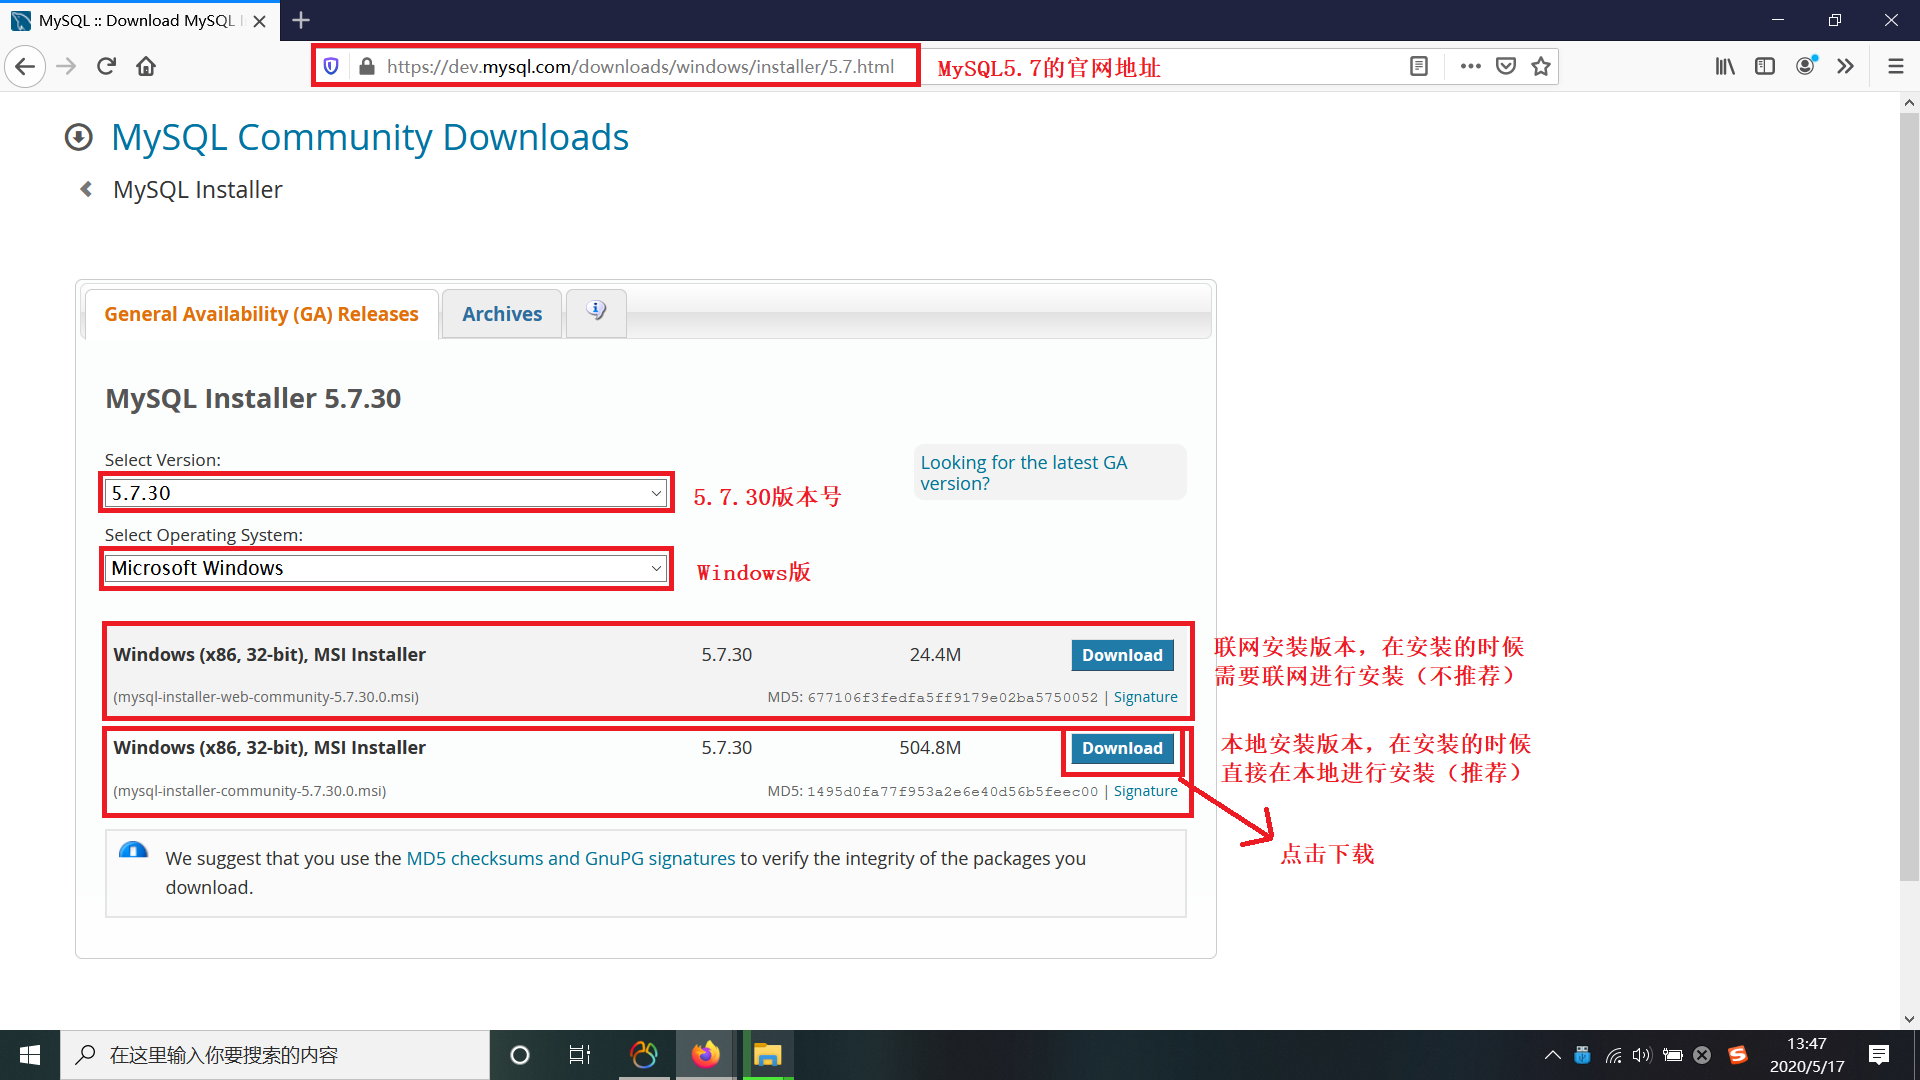 MySQL :: Download MySQL I
https://dev.mysql.com/downloads/windows/installer/5.7.html
MySQL5.7的官网地址
MySQL Community Downloads
MySQL Installer
General Availability (GA) Releases
Archives
MySQL Installer 5.7.30
Select Version:
5.7.30
5.7.30版本号
Looking for the latest GA
version?
Select Operating System:
Microsoft Windows
Windows版
Windows (x86, 32-bit), MSI Installer 5.7.30 24.4M Download
(mysql-installer-web-community-5.7.30.0.msi) MD5: 677106f3fedfa5ff9179e02ba5750052 | Signature
联网安装版本，在安装的时候
需要联网进行安装（不推荐）
Windows (x86, 32-bit), MSI Installer 5.7.30 504.8M Download
(mysql-installer-community-5.7.30.0.msi) MD5: 1495d0fa77f953a2e6e40d56b5feec00 | Signature
本地安装版本，在安装的时候
直接在本地进行安装（推荐）
点击下载
We suggest that you use the MD5 checksums and GnuPG signatures to verify the integrity of the packages you
download.
在这里输入你要搜索的内容
13:47
2020/5/17